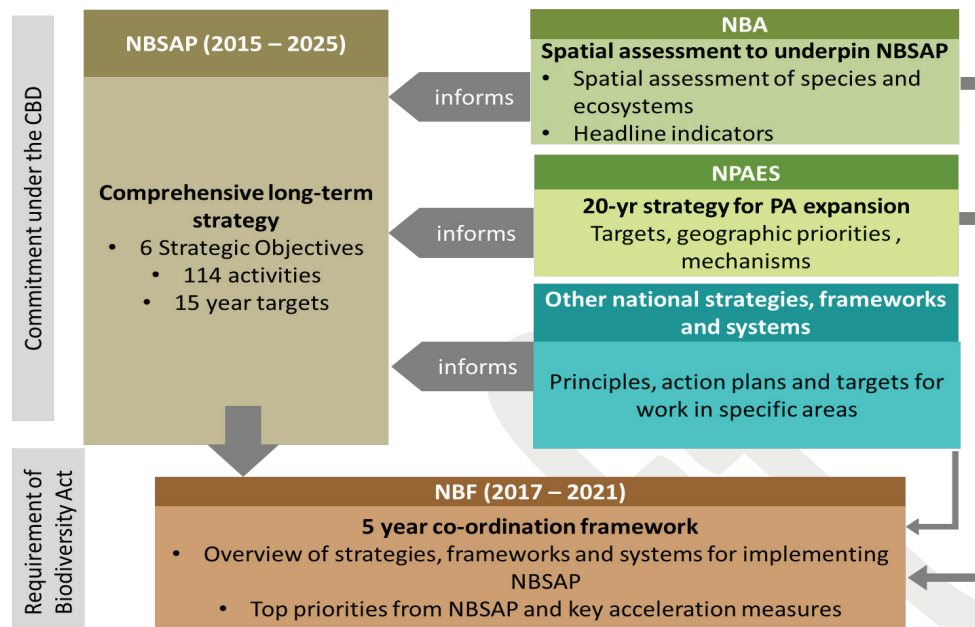 Commitment under the CBD
NBSAP (2015 – 2025)
Comprehensive long-term
strategy
• 6 Strategic Objectives
• 114 activities
• 15 year targets
informs
NBA
Spatial assessment to underpin NBSAP
• Spatial assessment of species and
ecosystems
• Headline indicators
informs
NPAES
20-yr strategy for PA expansion
Targets, geographic priorities ,
mechanisms
informs
Other national strategies, frameworks
and systems
Principles, action plans and targets for
work in specific areas
Requirement of
Biodiversity Act
NBF (2017 – 2021)
5 year co-ordination framework
• Overview of strategies, frameworks and systems for implementing
NBSAP
• Top priorities from NBSAP and key acceleration measures